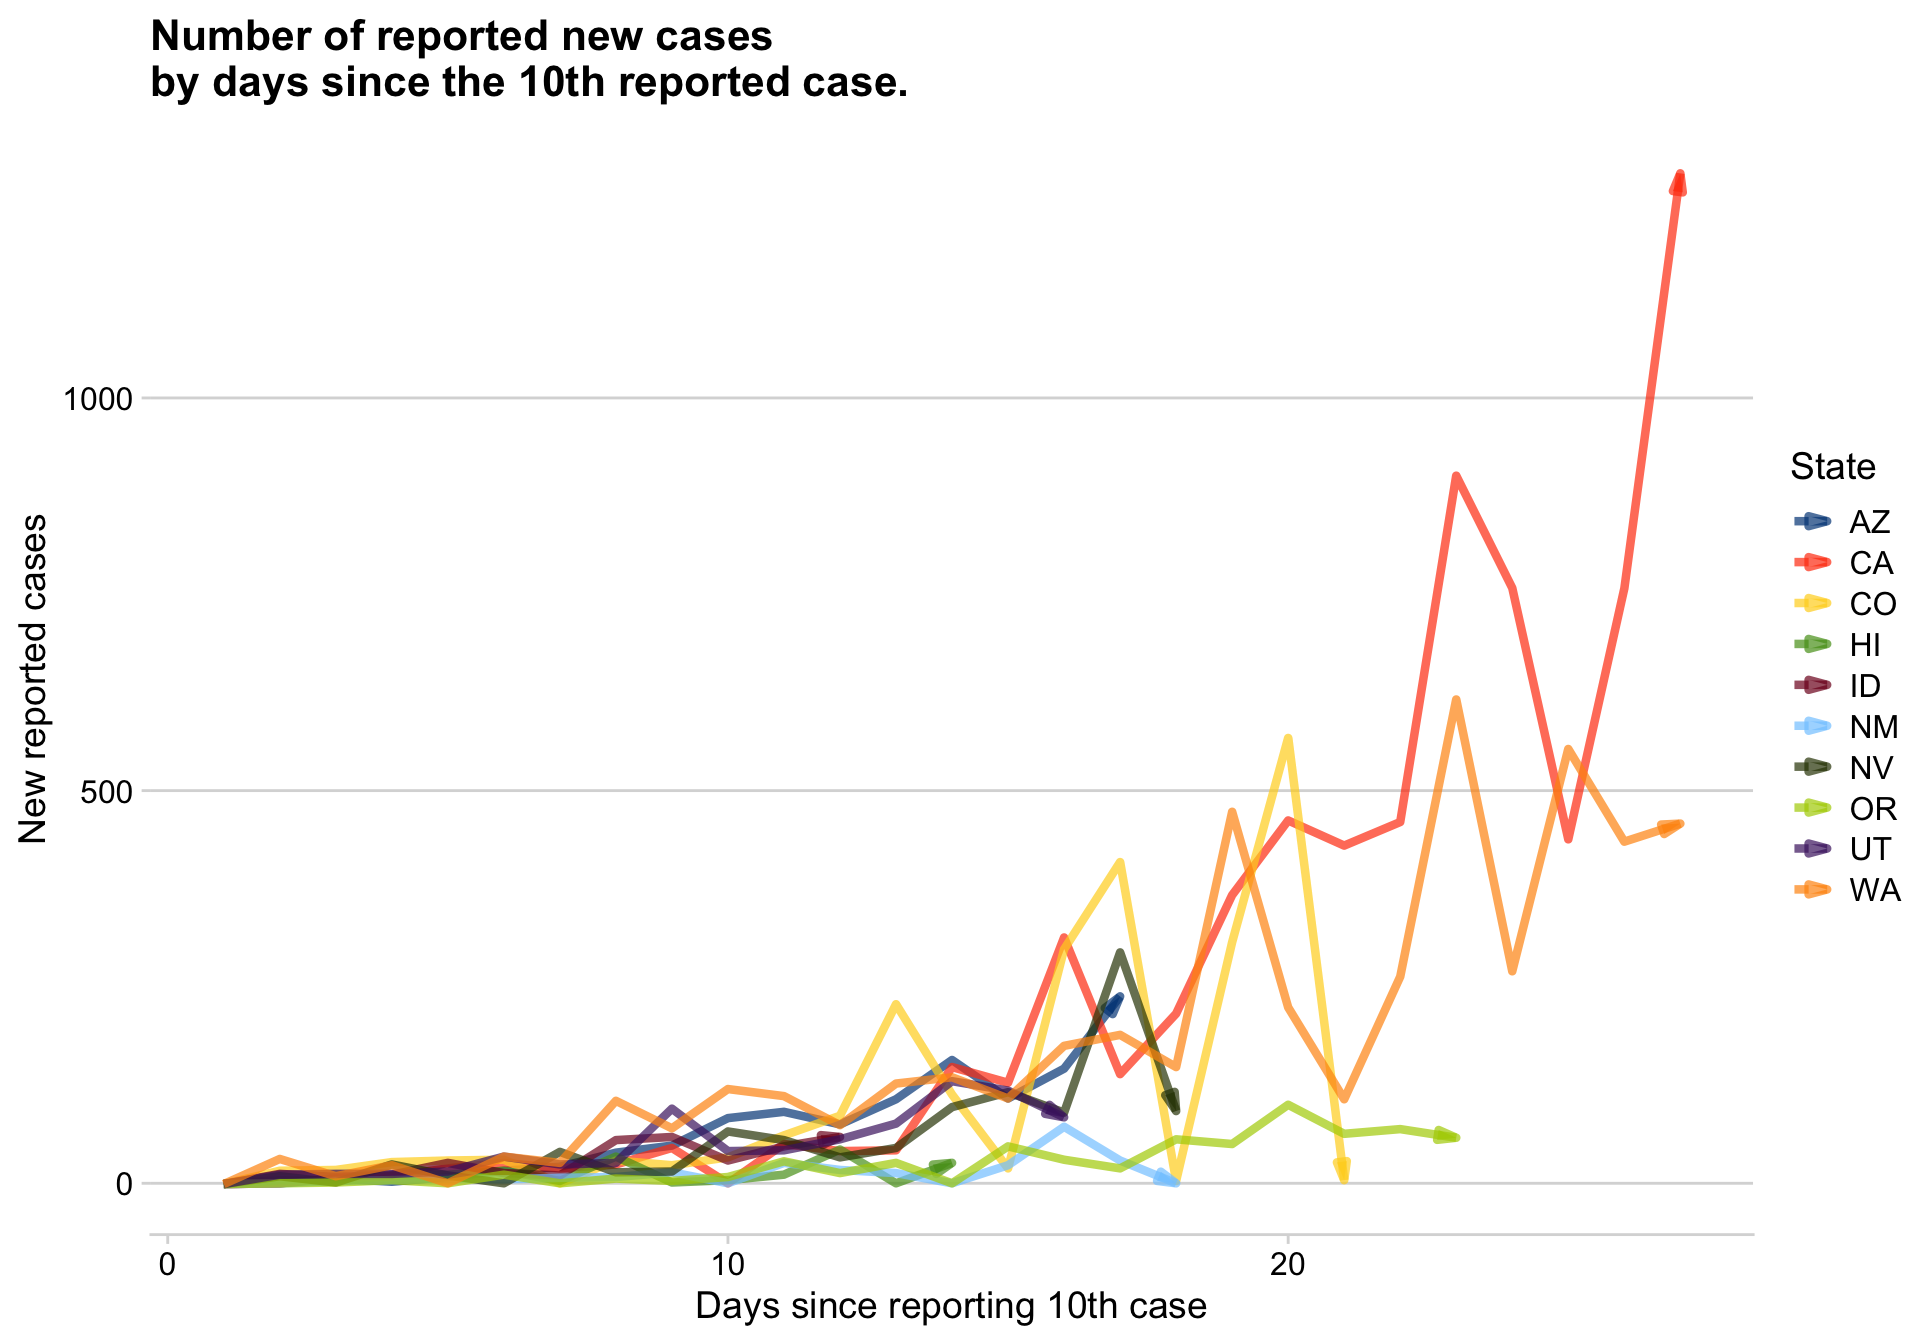 Number of reported new cases
by days since the 10th reported case.
New reported cases
1000
500
0
0
10
20
Days since reporting 10th case
State
AZ
CA
CO
HI
ID
NM
NV
OR
UT
WA